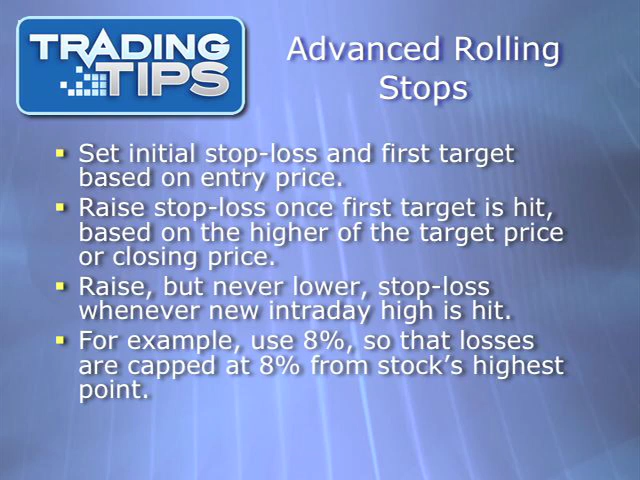 TRADING
TIPS
Advanced Rolling
Stops
Set initial stop-loss and first target
based on entry price.
Raise stop-loss once first target is hit,
based on the higher of the target price
or closing price.
Raise, but never lower, stop-loss
whenever new intraday high is hit.
For example, use 8%, so that losses
are capped at 8% from stock’s highest
point.